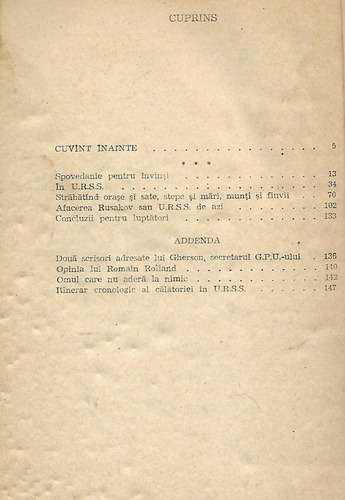 CUPRINS
CUVÎNT ÎNAINTE . . . . . . . . . . . . . . 5
* * *
Spovedanie pentru învinși . . . . . . . . . . . . 13
În U.R.S.S. . . . . . . . . . . . . . . . . 34
Străbătînd orașe și sate, stepe și mări, munți și fluvii . . 70
Afacerea Rusakov sau U.R.S.S. de azi . . . . . . . 102
Concluzii pentru luptători . . . . . . . . . . . . 133
ADDENDA
Două scrisori adresate lui Gherson, secretarul G.P.U.-ului . 136
Opinia lui Romain Rolland . . . . . . . . . . . 140
Omul care nu aderă la nimic . . . . . . . . . . . 142
Itinerar cronologic al călătoriei în U.R.S.S. . . . . . . 147